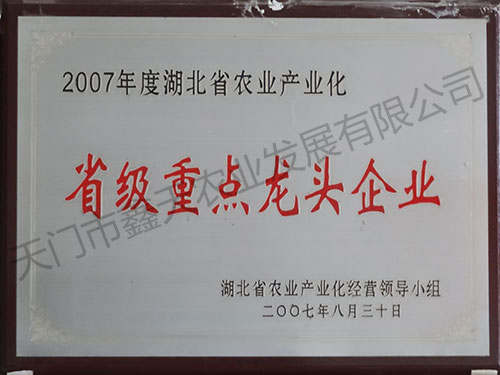 2007年度湖北省农业产业化
省级重点龙头企业
湖北省农业产业化经营领导小组
二〇〇七年八月三十日
天门市鑫天农业发展有限公司